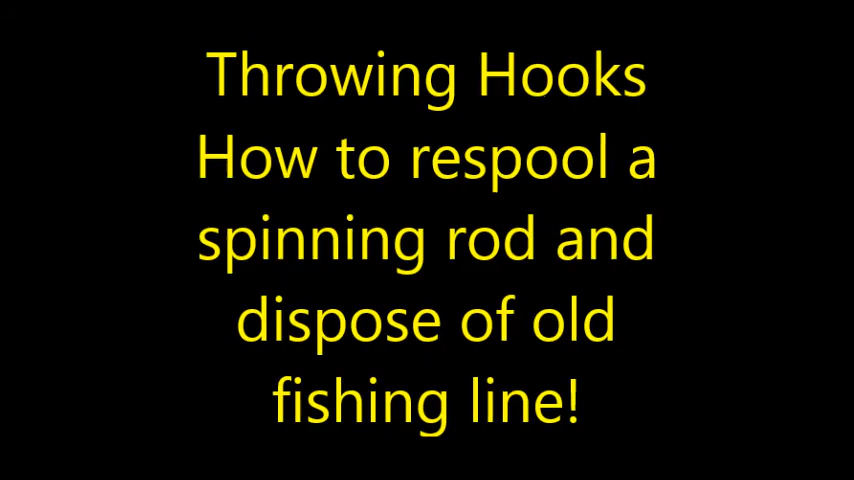 Throwing Hooks
How to respool a
spinning rod and
dispose of old
fishing line!